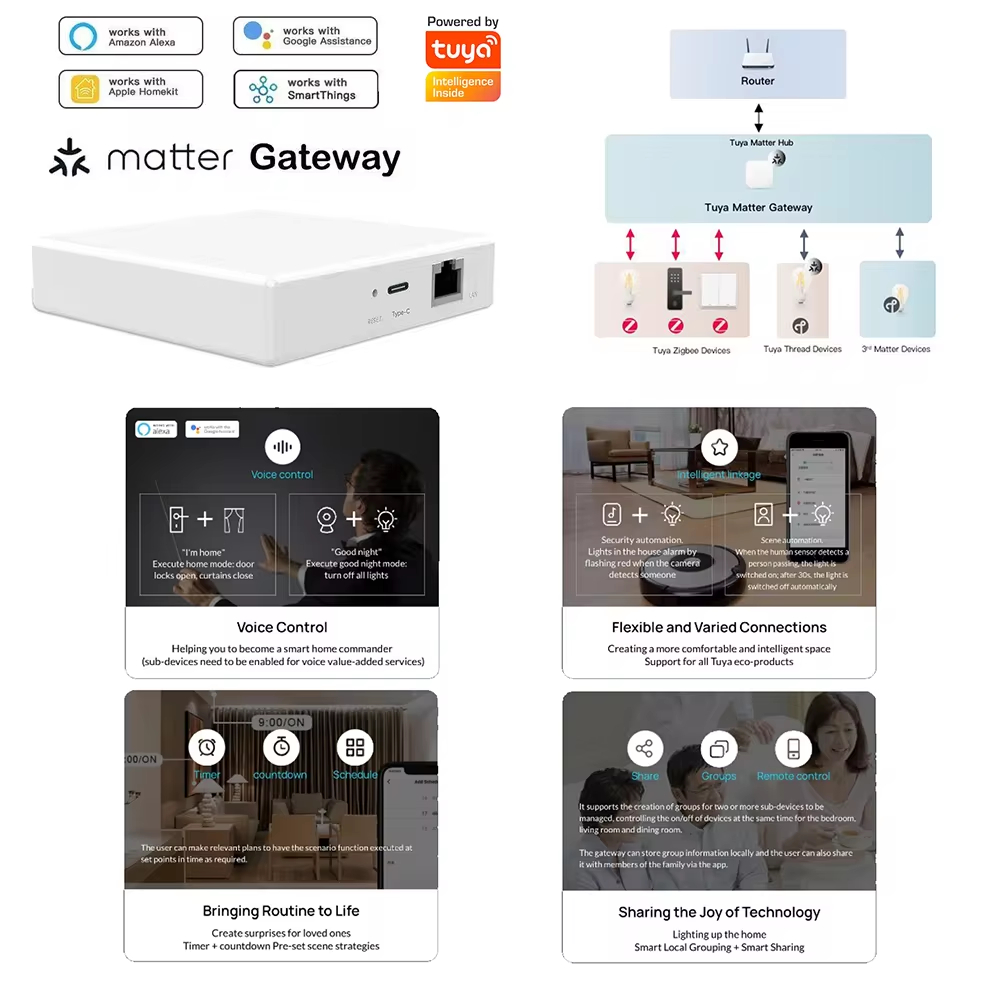 works with
Amazon Alexa
works with
Google Assistance
works with
Apple Homekit
works with
SmartThings
Powered by
tuya
Intelligence
Inside
matter Gateway
RESET
Type-C
LAN
Router
Tuya Matter Hub
Tuya Matter Gateway
Tuya Zigbee Devices
Tuya Thread Devices
3rd Matter Devices
WORKS WITH
alexa
works with the
Google Assistant
Voice control
"I'm home"
Execute home mode: door
locks open, curtains close
"Good night"
Execute good night mode:
turn off all lights
Voice Control
Helping you to become a smart home commander
(sub-devices need to be enabled for voice value-added services)
Intelligent linkage
Security automation.
Lights in the house alarm by
flashing red when the camera
detects someone
Scene automation.
When the human sensor detects a
person passing, the light is
switched on; after 30s, the light is
switched off automatically
Flexible and Varied Connections
Creating a more comfortable and intelligent space
Support for all Tuya eco-products
9:00/ON
:00/ON
Timer
countdown
Schedule
The user can make relevant plans to have the scenario function executed at
set points in time as required.
Bringing Routine to Life
Create surprises for loved ones
Timer + countdown Pre-set scene strategies
Share
Groups
Remote control
It supports the creation of groups for two or more sub-devices to be
managed, controlling the on/off of devices at the same time for the bedroom,
living room and dining room.
The gateway can store group information locally and the user can also share
it with members of the family via the app.
Sharing the Joy of Technology
Lighting up the home
Smart Local Grouping + Smart Sharing